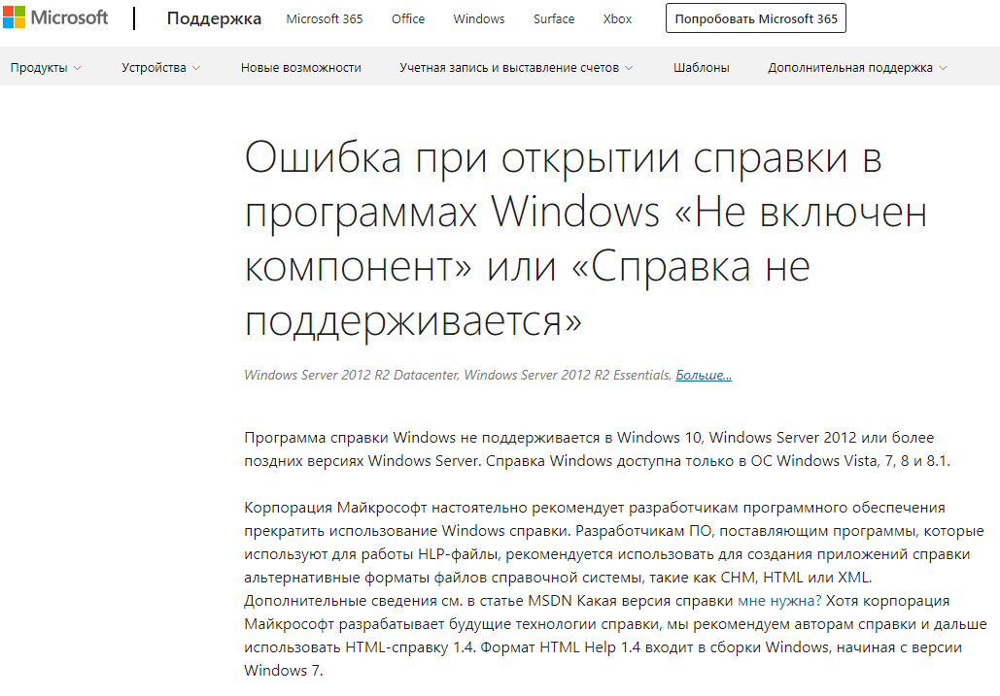 Microsoft Поддержка Microsoft 365 Office Windows Surface Xbox Попробовать Microsoft 365
Продукты Устройства Новые возможности Учетная запись и выставление счетов Шаблоны Дополнительная поддержка
Ошибка при открытии справки в
программах Windows «Не включен
компонент» или «Справка не
поддерживается»
Windows Server 2012 R2 Datacenter, Windows Server 2012 R2 Essentials, Больше...
Программа справки Windows не поддерживается в Windows 10, Windows Server 2012 или более
поздних версиях Windows Server. Справка Windows доступна только в ОС Windows Vista, 7, 8 и 8.1.
Корпорация Майкрософт настоятельно рекомендует разработчикам программного обеспечения
прекратить использование Windows справки. Разработчикам ПО, поставляющим программы, которые
используют для работы HLP-файлы, рекомендуется использовать для создания приложений справки
альтернативные форматы файлов справочной системы, такие как CHM, HTML или XML.
Дополнительные сведения см. в статье MSDN Какая версия справки мне нужна? Хотя корпорация
Майкрософт разрабатывает будущие технологии справки, мы рекомендуем авторам справки и дальше
использовать HTML-справку 1.4. Формат HTML Help 1.4 входит в сборки Windows, начиная с версии
Windows 7.